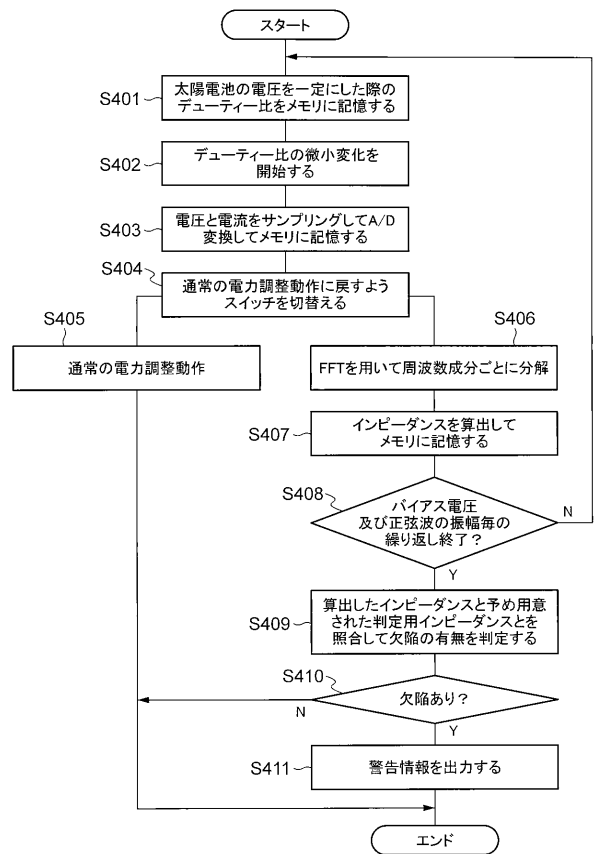 スタート
S401
太陽電池の電圧を一定にした際の
デューティー比をメモリに記憶する
S402
デューティー比の微小変化を
開始する
S403
電圧と電流をサンプリングしてA/D
変換してメモリに記憶する
S404
通常の電力調整動作に戻すよう
スイッチを切替える
S405
通常の電力調整動作
S406
FFTを用いて周波数成分ごとに分解
S407
インピーダンスを算出して
メモリに記憶する
S408
バイアス電圧
及び正弦波の振幅毎の
繰り返し終了?
N
Y
S409
算出したインピーダンスと予め用意
された判定用インピーダンスとを
照合して欠陥の有無を判定する
S410
欠陥あり?
N
Y
S411
警告情報を出力する
エンド